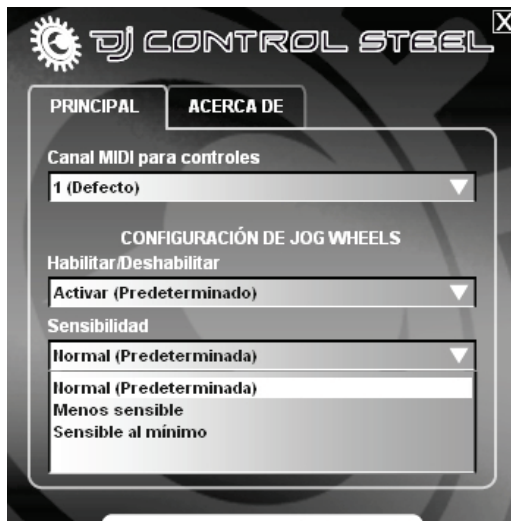 DJ CONTROL STEEL
X
PRINCIPAL
ACERCA DE
Canal MIDI para controles
1 (Defecto)
CONFIGURACIÓN DE JOG WHEELS
Habilitar/Deshabilitar
Activar (Predeterminado)
Sensibilidad
Normal (Predeterminada)
Normal (Predeterminada)
Menos sensible
Sensible al mínimo